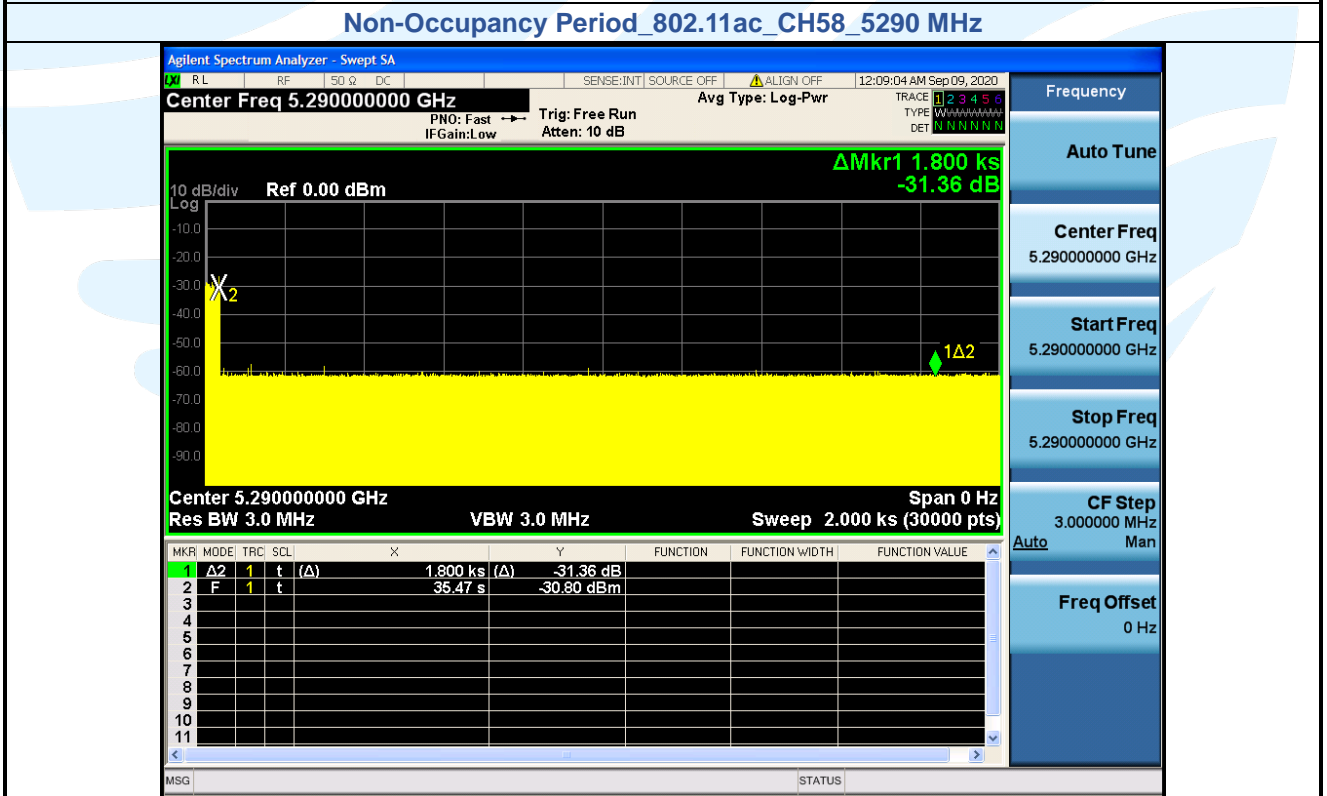 Non-Occupancy Period_802.11ac_CH58_5290 MHz
Agilent Spectrum Analyzer - Swept SA
LXI RL RF 50 Ω DC SENSE:INT SOURCE OFF ALIGN OFF 12:09:04 AM Sep 09, 2020
Center Freq 5.290000000 GHz
PNO: Fast
IFGain:Low
Trig: Free Run
Atten: 10 dB
Avg Type: Log-Pwr
TRACE 1 2 3 4 5 6
TYPE WWWWWW
DET N N N N N N
ΔMkr1 1.800 ks
-31.36 dB
10 dB/div Ref 0.00 dBm
Log
-10.0
-20.0
-30.0
-40.0
-50.0
-60.0
-70.0
-80.0
-90.0
X2
1Δ2
Center 5.290000000 GHz Span 0 Hz
Res BW 3.0 MHz VBW 3.0 MHz Sweep 2.000 ks (30000 pts)
MKR MODE TRC SCL X Y FUNCTION FUNCTION WIDTH FUNCTION VALUE
1 Δ2 1 t (Δ) 1.800 ks (Δ) -31.36 dB
2 F 1 t 35.47 s -30.80 dBm
3
4
5
6
7
8
9
10
11
MSG STATUS
Frequency
Auto Tune
Center Freq
5.290000000 GHz
Start Freq
5.290000000 GHz
Stop Freq
5.290000000 GHz
CF Step
3.000000 MHz
Auto Man
Freq Offset
0 Hz